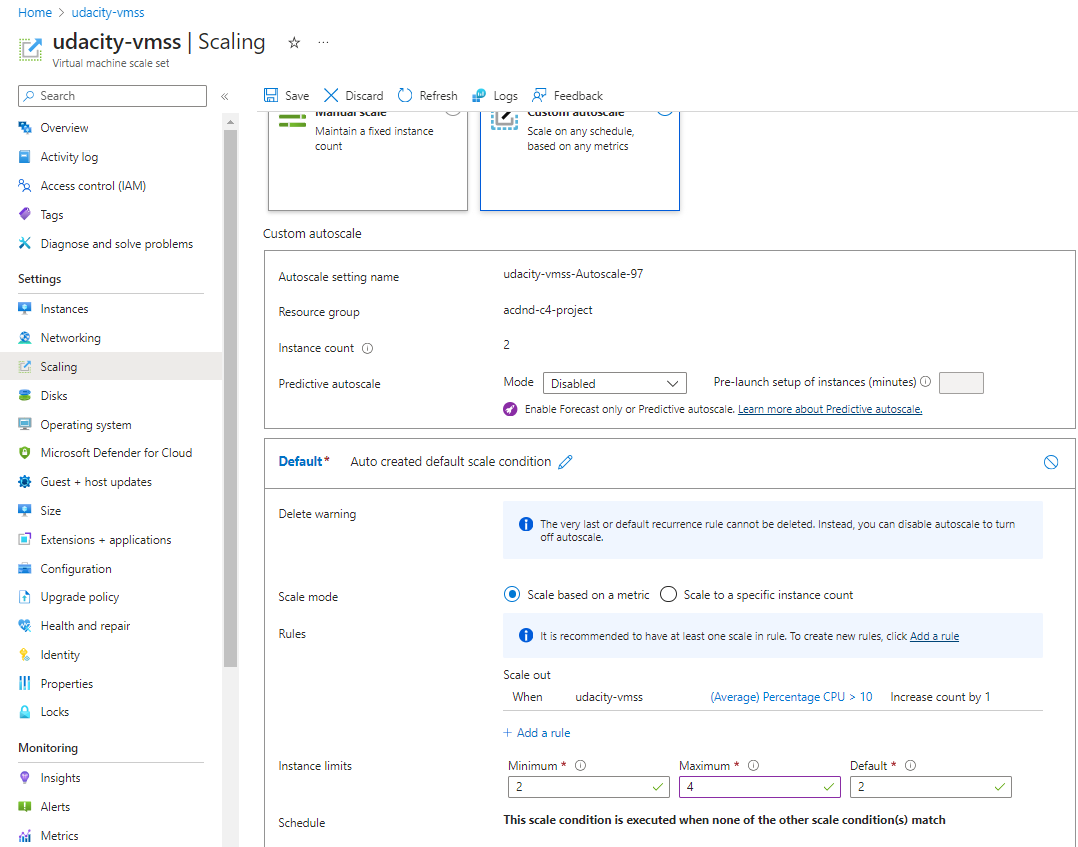 Home > udacity-vmss
udacity-vmss | Scaling
Virtual machine scale set
Search
Save Discard Refresh Logs Feedback
Overview
Activity log
Access control (IAM)
Tags
Diagnose and solve problems
Settings
Instances
Networking
Scaling
Disks
Operating system
Microsoft Defender for Cloud
Guest + host updates
Size
Extensions + applications
Configuration
Upgrade policy
Health and repair
Identity
Properties
Locks
Monitoring
Insights
Alerts
Metrics
Manual scale
Maintain a fixed instance
count
Custom autoscale
Scale on any schedule,
based on any metrics
Custom autoscale
Autoscale setting name udacity-vmss-Autoscale-97
Resource group acdnd-c4-project
Instance count 2
Predictive autoscale Mode Disabled Pre-launch setup of instances (minutes)
Enable Forecast only or Predictive autoscale. Learn more about Predictive autoscale.
Default* Auto created default scale condition
Delete warning
The very last or default recurrence rule cannot be deleted. Instead, you can disable autoscale to turn
off autoscale.
Scale mode Scale based on a metric Scale to a specific instance count
Rules It is recommended to have at least one scale in rule. To create new rules, click Add a rule
Scale out
When udacity-vmss (Average) Percentage CPU > 10 Increase count by 1
+ Add a rule
Instance limits Minimum * Maximum * Default *
2 4 2
Schedule This scale condition is executed when none of the other scale condition(s) match